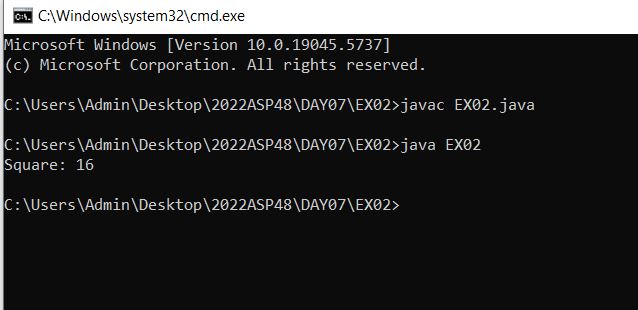 C:\Windows\system32\cmd.exe
Microsoft Windows [Version 10.0.19045.5737]
(c) Microsoft Corporation. All rights reserved.
C:\Users\Admin\Desktop\2022ASP48\DAY07\EX02>javac EX02.java
C:\Users\Admin\Desktop\2022ASP48\DAY07\EX02>java EX02
Square: 16
C:\Users\Admin\Desktop\2022ASP48\DAY07\EX02>